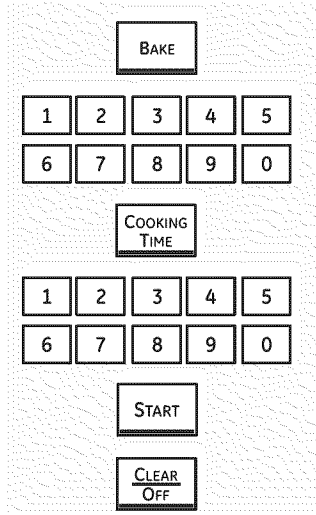 BAKE
1 2 3 4 5
6 7 8 9 0
COOKING
TIME
1 2 3 4 5
6 7 8 9 0
START
CLEAR
OFF